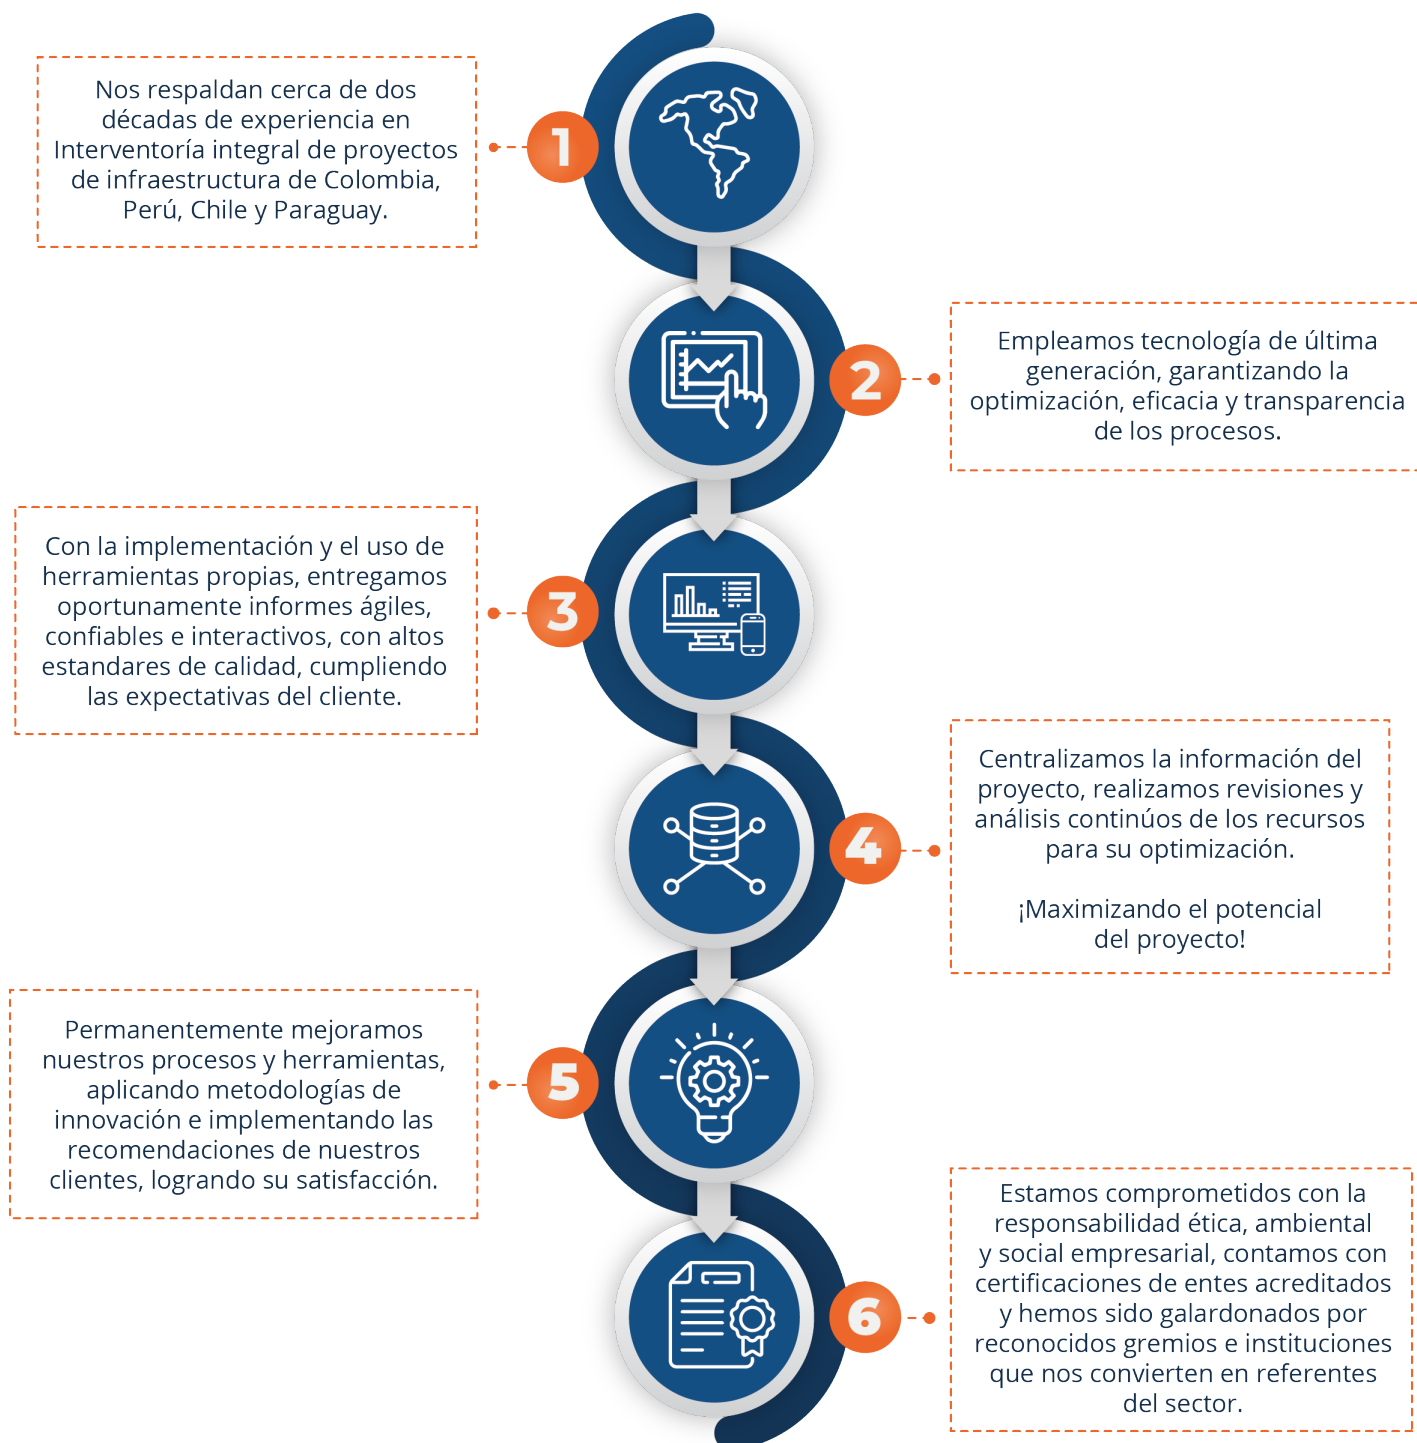 Nos respaldan cerca de dos
décadas de experiencia en
Interventoría integral de proyectos
de infraestructura de Colombia,
Perú, Chile y Paraguay.
1
2
Empleamos tecnología de última
generación, garantizando la
optimización, eficacia y transparencia
de los procesos.
Con la implementación y el uso de
herramientas propias, entregamos
oportunamente informes ágiles,
confiables e interactivos, con altos
estandares de calidad, cumpliendo
las expectativas del cliente.
3
4
Centralizamos la información del
proyecto, realizamos revisiones y
análisis continúos de los recursos
para su optimización.
¡Maximizando el potencial
del proyecto!
Permanentemente mejoramos
nuestros procesos y herramientas,
aplicando metodologías de
innovación e implementando las
recomendaciones de nuestros
clientes, logrando su satisfacción.
5
6
Estamos comprometidos con la
responsabilidad ética, ambiental
y social empresarial, contamos con
certificaciones de entes acreditados
y hemos sido galardonados por
reconocidos gremios e instituciones
que nos convierten en referentes
del sector.